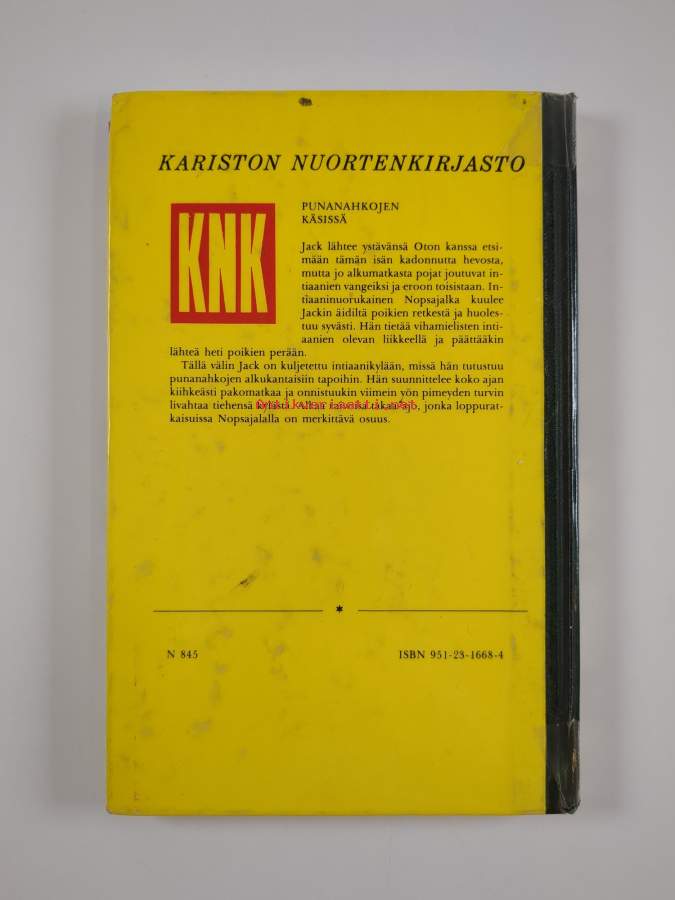 KARISTON NUORTENKIRJASTO
KNK
PUNANAHKOJEN
KÄSISSÄ
Jack lähtee ystävänsä Oton kanssa etsi-
mään tämän isän kadonnutta hevosta,
mutta jo alkumatkasta pojat joutuvat in-
tiaanien vangeiksi ja eroon toisistaan. In-
tiaaninuorukainen Nopsajalka kuulee
Jackin äidiltä poikien retkestä ja huoles-
tuu syvästi. Hän tietää vihamielisten inti-
aanien olevan liikkeellä ja päättääkin
lähteä heti poikien perään.
Tällä välin Jack on kuljetettu intiaanikylään, missä hän tutustuu
punanahkojen alkukantaisiin tapoihin. Hän suunnittelee koko ajan
kiihkeästi pakomatkaa ja onnistuukin viimein yön pimeyden turvin
livahtaa tiehensä jonka loppurat-
kaisuissa Nopsajalalla on merkittävä osuus.
N 845
ISBN 951-23-1668-4